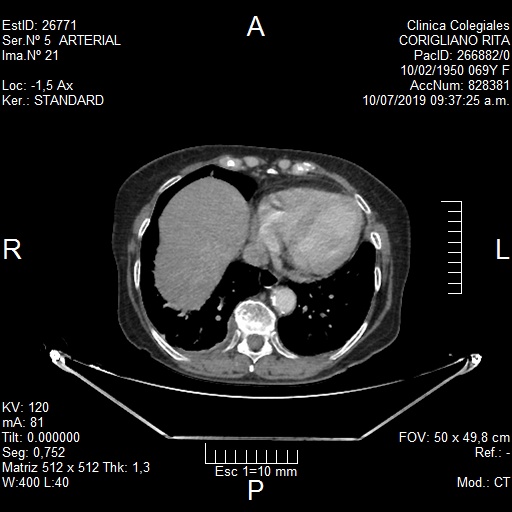 EstID: 26771
Ser.Nº 5  ARTERIAL
Ima.Nº 21
Loc: -1,5 Ax
Ker.: STANDARD
A
Clinica Colegiales
CORIGLIANO RITA
PacID: 266882/0
10/02/1950 069Y F
AccNum: 828381
10/07/2019 09:37:25 a.m.
R
L
KV: 120
mA: 81
Tilt: 0.000000
Seg: 0,752
Matriz 512 x 512 Thk: 1,3
W:400 L:40
Esc 1=10 mm
P
FOV: 50 x 49,8 cm
Ref.: -
Mod.: CT